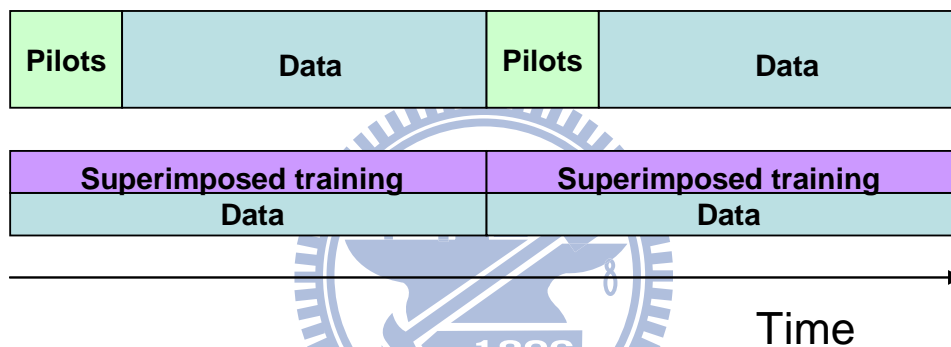 Pilots Data Pilots Data
Superimposed training Superimposed training
Data Data
Time